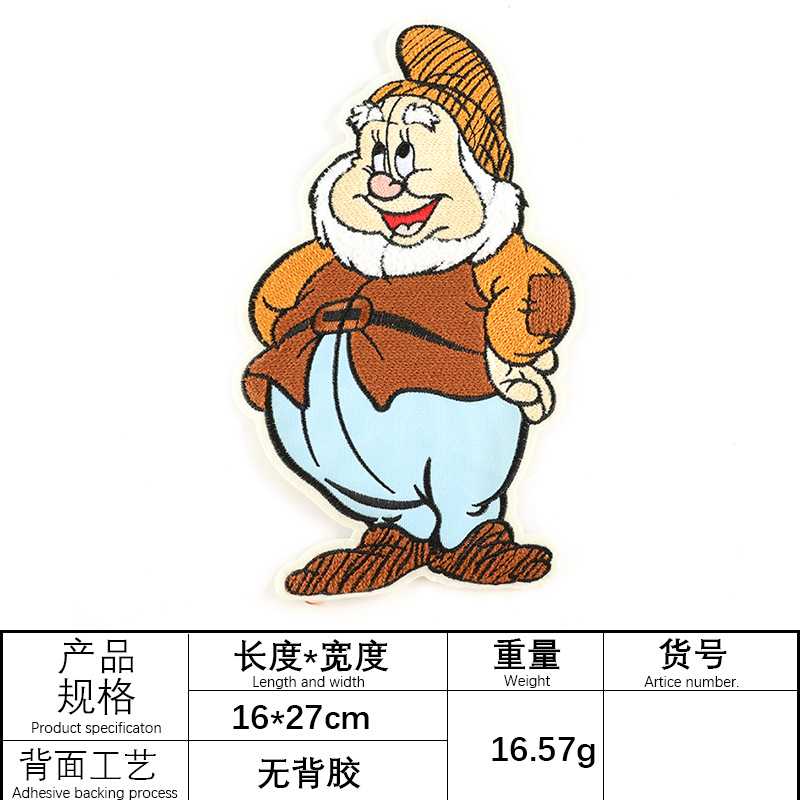 产品
规格
Product specificaton
长度*宽度
Length and width
重量
Weight
货号
Artice number.
16*27cm
16.57g
背面工艺
Adhesive backing process
无背胶